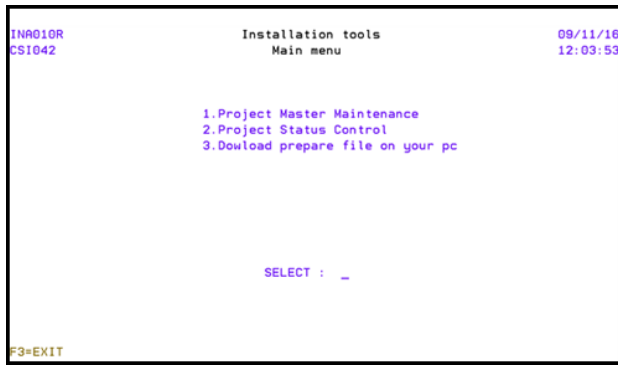 INA010R Installation tools 09/11/16
CSI042 Main menu 12:03:53
1.Project Master Maintenance
2.Project Status Control
3.Dowload prepare file on your pc
SELECT : _
F3=EXIT